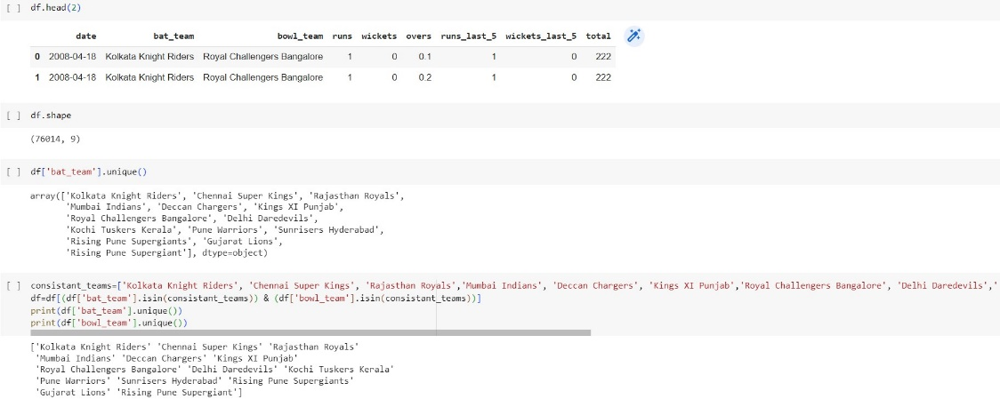 [ ] df.head(2)
date bat_team bowl_team runs wickets overs runs_last_5 wickets_last_5 total
0 2008-04-18 Kolkata Knight Riders Royal Challengers Bangalore 1 0 0.1 1 0 222
1 2008-04-18 Kolkata Knight Riders Royal Challengers Bangalore 1 0 0.2 1 0 222
[ ] df.shape
(76014, 9)
[ ] df['bat_team'].unique()
array(['Kolkata Knight Riders', 'Chennai Super Kings', 'Rajasthan Royals',
'Mumbai Indians', 'Deccan Chargers', 'Kings XI Punjab',
'Royal Challengers Bangalore', 'Delhi Daredevils',
'Kochi Tuskers Kerala', 'Pune Warriors', 'Sunrisers Hyderabad',
'Rising Pune Supergiants', 'Gujarat Lions',
'Rising Pune Supergiant'], dtype=object)
[ ] consistant_teams=['Kolkata Knight Riders', 'Chennai Super Kings', 'Rajasthan Royals','Mumbai Indians', 'Deccan Chargers', 'Kings XI Punjab','Royal Challengers Bangalore', 'Delhi Daredevils','
df=df[(df['bat_team'].isin(consistant_teams)) & (df['bowl_team'].isin(consistant_teams))]
print(df['bat_team'].unique())
print(df['bowl_team'].unique())
['Kolkata Knight Riders' 'Chennai Super Kings' 'Rajasthan Royals'
'Mumbai Indians' 'Deccan Chargers' 'Kings XI Punjab'
'Royal Challengers Bangalore' 'Delhi Daredevils' 'Kochi Tuskers Kerala'
'Pune Warriors' 'Sunrisers Hyderabad' 'Rising Pune Supergiants'
'Gujarat Lions' 'Rising Pune Supergiant']